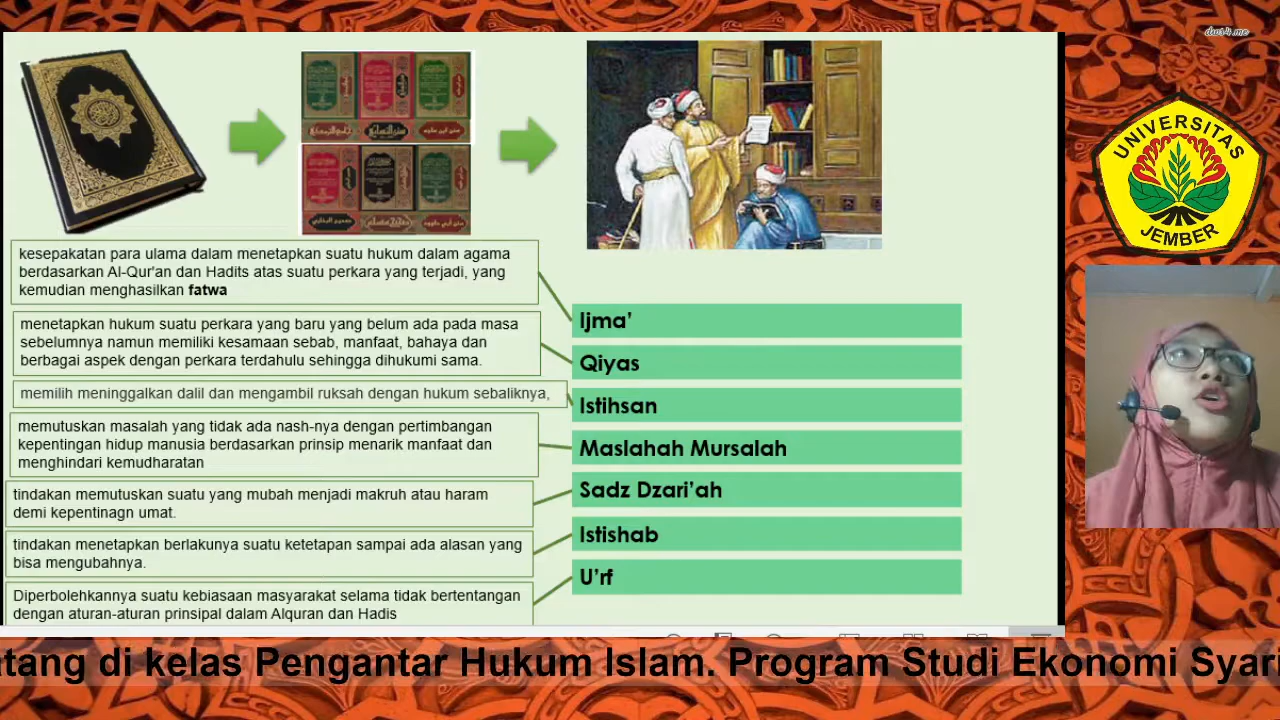 dws4.me
UNIVERSITAS
JEMBER
kesepakatan para ulama dalam menetapkan suatu hukum dalam agama
berdasarkan Al-Qur'an dan Hadits atas suatu perkara yang terjadi, yang
kemudian menghasilkan fatwa
menetapkan hukum suatu perkara yang baru yang belum ada pada masa
sebelumnya namun memiliki kesamaan sebab, manfaat, bahaya dan
berbagai aspek dengan perkara terdahulu sehingga dihukumi sama.
memilih meninggalkan dalil dan mengambil ruksah dengan hukum sebaliknya,
memutuskan masalah yang tidak ada nash-nya dengan pertimbangan
kepentingan hidup manusia berdasarkan prinsip menarik manfaat dan
menghindari kemudharatan
tindakan memutuskan suatu yang mubah menjadi makruh atau haram
demi kepentinagn umat.
tindakan menetapkan berlakunya suatu ketetapan sampai ada alasan yang
bisa mengubahnya.
Diperbolehkannya suatu kebiasaan masyarakat selama tidak bertentangan
dengan aturan-aturan prinsipal dalam Alquran dan Hadis
Ijma'
Qiyas
Istihsan
Maslahah Mursalah
Sadz Dzari'ah
Istishab
U'rf
atang di kelas Pengantar Hukum Islam. Program Studi Ekonomi Syari